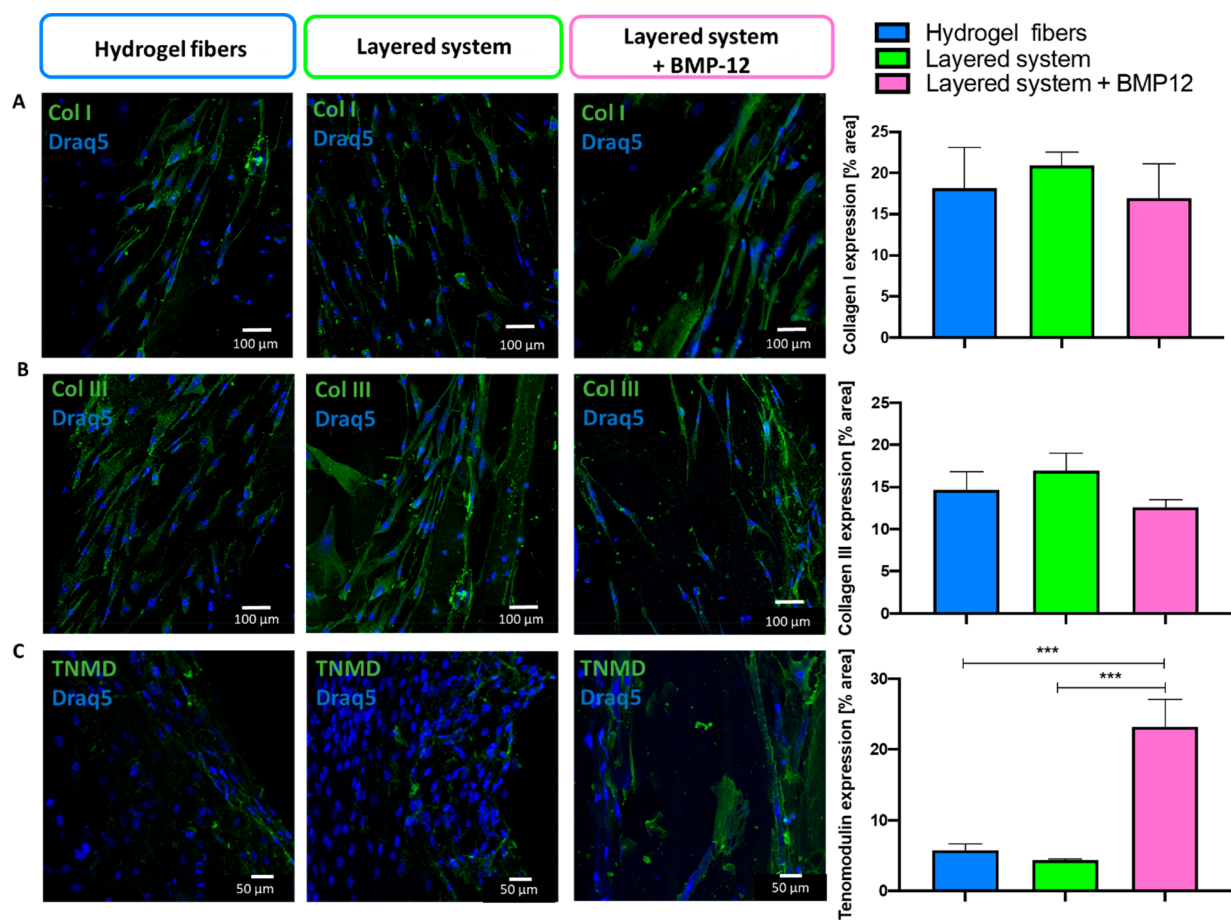 Hydrogel fibers
Layered system
Layered system
+ BMP-12
Hydrogel fibers
Layered system
Layered system + BMP12
A
Col I
Draq5
100 µm
Col I
Draq5
100 µm
Col I
Draq5
100 µm
Collagen I expression [% area]
25
20
15
10
5
0
B
Col III
Draq5
100 µm
Col III
Draq5
100 µm
Col III
Draq5
100 µm
Collagen III expression [% area]
25
20
15
10
5
0
C
TNMD
Draq5
50 µm
TNMD
Draq5
50 µm
TNMD
Draq5
50 µm
Tenomodulin expression [% area]
30
20
10
0
***
***